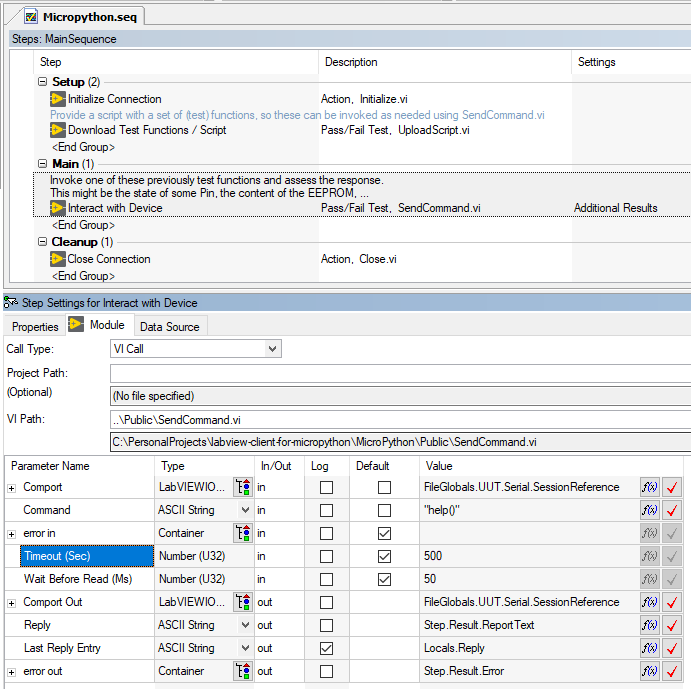 Micropython.seq
Steps: MainSequence
Step Description Settings
Setup (2)
Initialize Connection Action, Initialize.vi
Provide a script with a set of (test) functions, so these can be invoked as needed using SendCommand.vi
Download Test Functions / Script Pass/Fail Test, UploadScript.vi
<End Group>
Main (1)
Invoke one of these previously test functions and assess the response.
This might be the state of some Pin, the content of the EEPROM, ...
Interact with Device Pass/Fail Test, SendCommand.vi Additional Results
<End Group>
Cleanup (1)
Close Connection Action, Close.vi
<End Group>
Step Settings for Interact with Device
Properties Module Data Source
Call Type: VI Call
Project Path:
(Optional) (No file specified)
VI Path: ..\Public\SendCommand.vi
C:\PersonalProjects\labview-client-for-micropython\MicroPython\Public\SendCommand.vi
Parameter Name Type In/Out Log Default Value
Comport LabVIEWIO... in FileGlobals.UUT.Serial.SessionReference f(x)
Command ASCII String in "help()" f(x)
error in Container in f(x)
Timeout (Sec) Number (U32) in 500 f(x)
Wait Before Read (Ms) Number (U32) in 50 f(x)
Comport Out LabVIEWIO... out FileGlobals.UUT.Serial.SessionReference f(x)
Reply ASCII String out Step.Result.ReportText f(x)
Last Reply Entry ASCII String out Locals.Reply f(x)
error out Container out Step.Result.Error f(x)